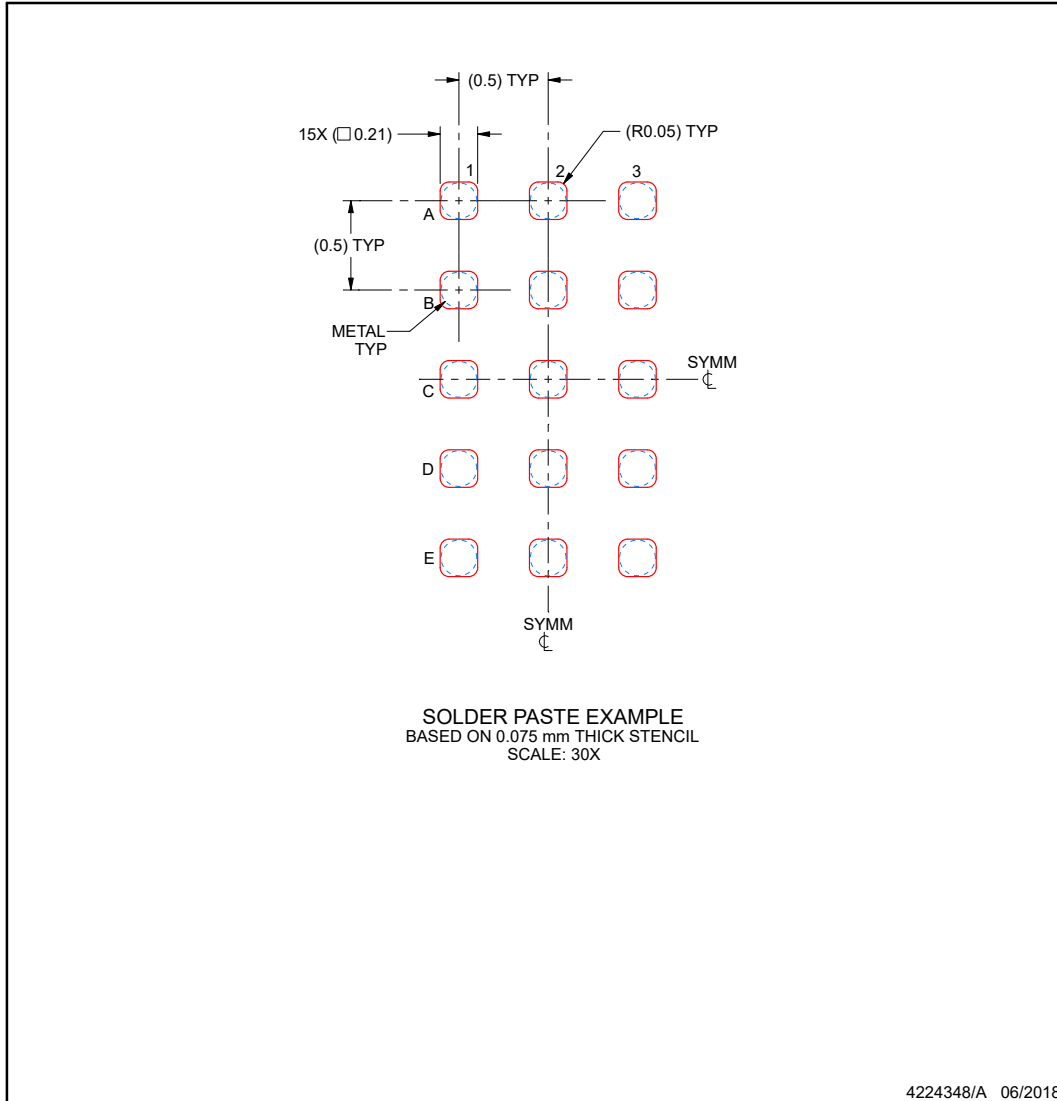 (0.5) TYP
15X (□ 0.21)
(R0.05) TYP
1
2
3
A
(0.5) TYP
B
METAL
TYP
SYMM
℄
C
D
E
SYMM
℄
SOLDER PASTE EXAMPLE
BASED ON 0.075 mm THICK STENCIL
SCALE: 30X
4224348/A 06/2018